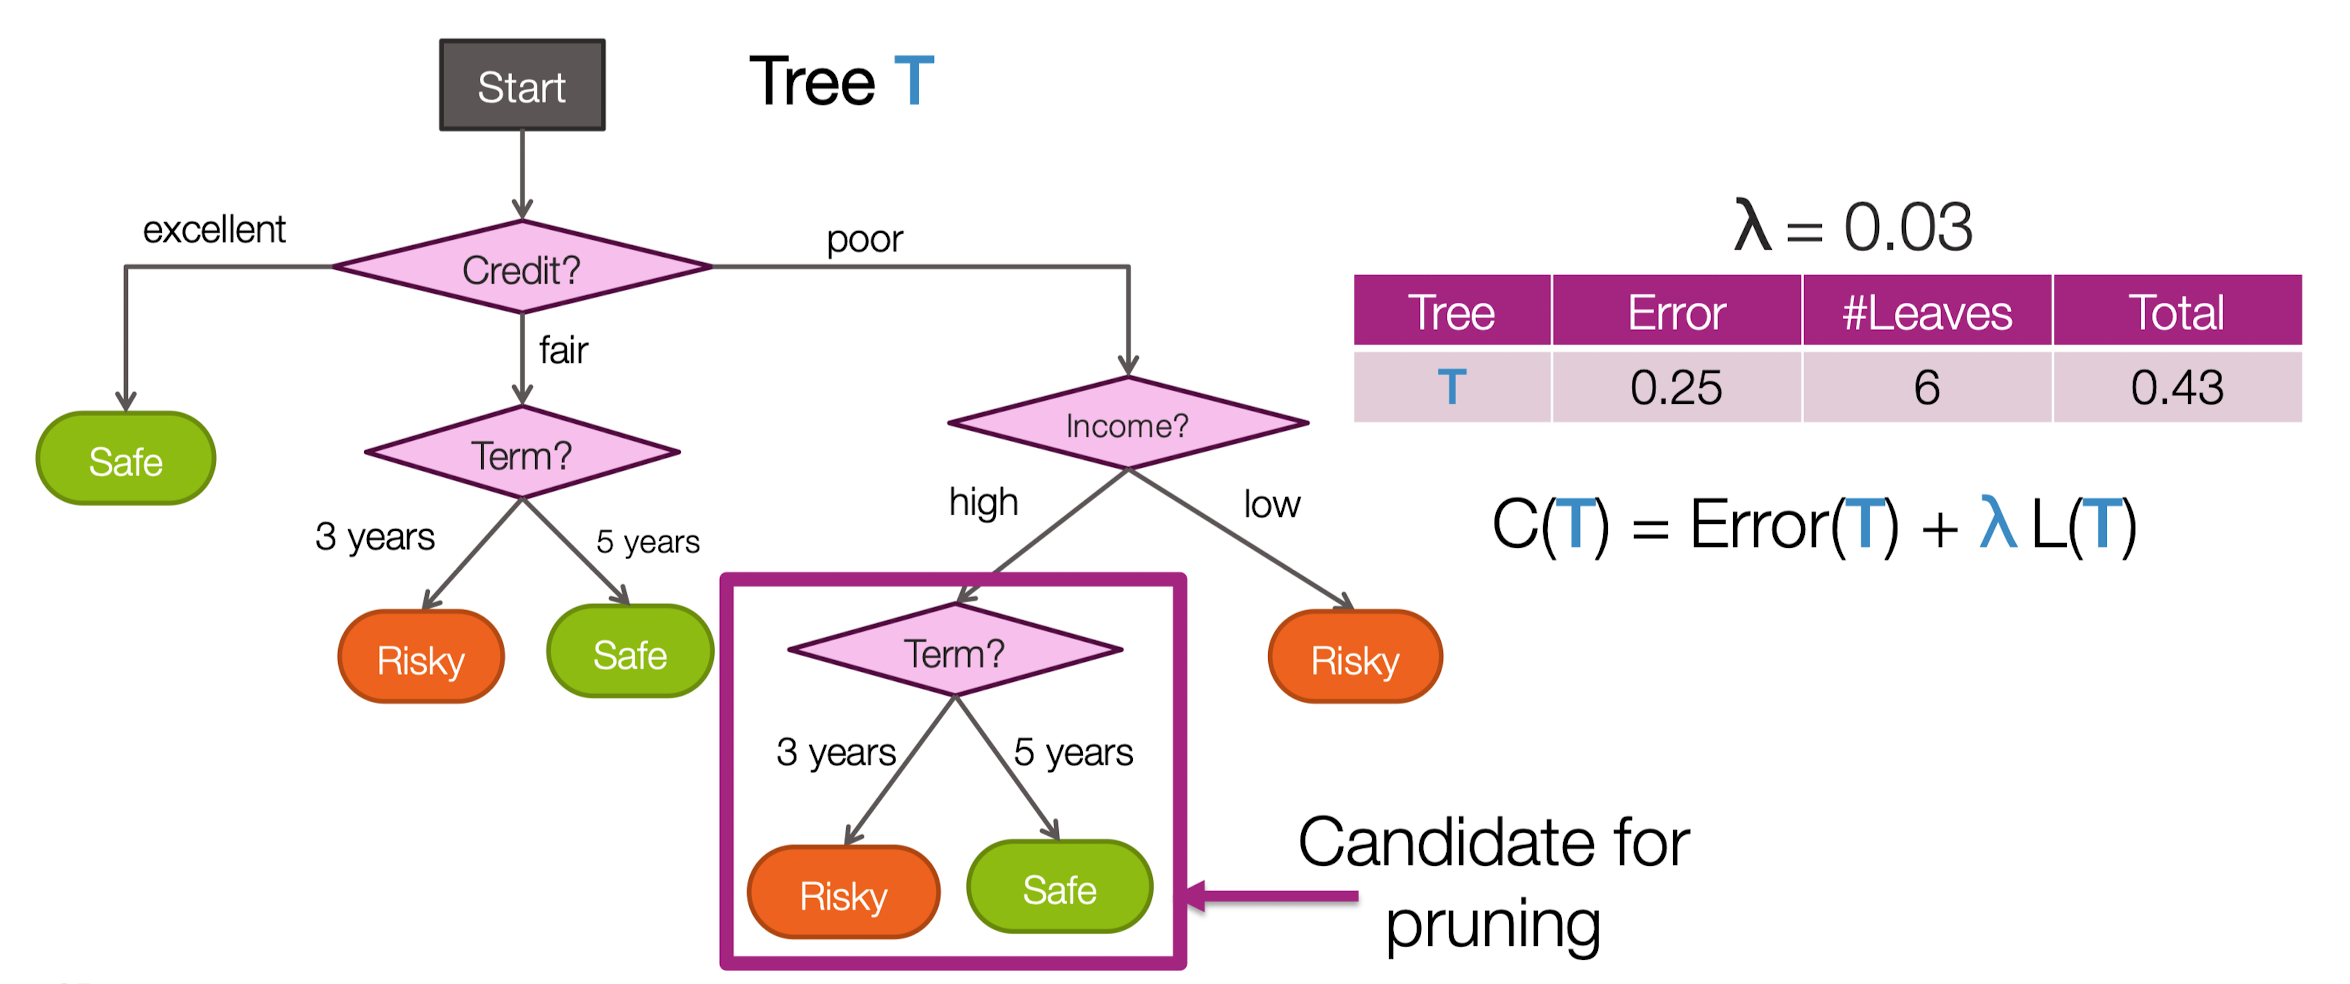 Start
Tree T
excellent
poor
Credit?
fair
Safe
Term?
Income?
3 years
5 years
high
low
Risky
Safe
Term?
Risky
3 years
5 years
Risky
Safe
Candidate for
pruning
λ = 0.03
Tree Error #Leaves Total
T 0.25 6 0.43
C(T) = Error(T) + λ L(T)